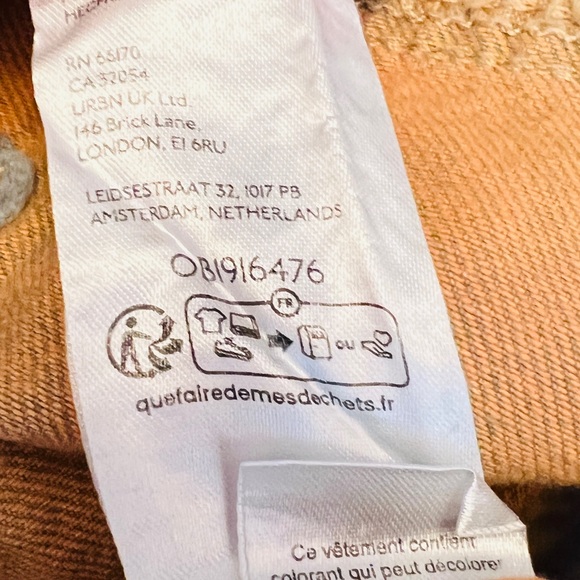 RN 66170
CA 37054
URBN UK Ltd.
146 Brick Lane
LONDON, E1 6RU
LEIDSESTRAAT 32, 1017 PB
AMSTERDAM, NETHERLANDS
OB1916476
FR
ou
quefairedemesdechets.fr
Ce vêtement contient
colorant qui peut décolorer